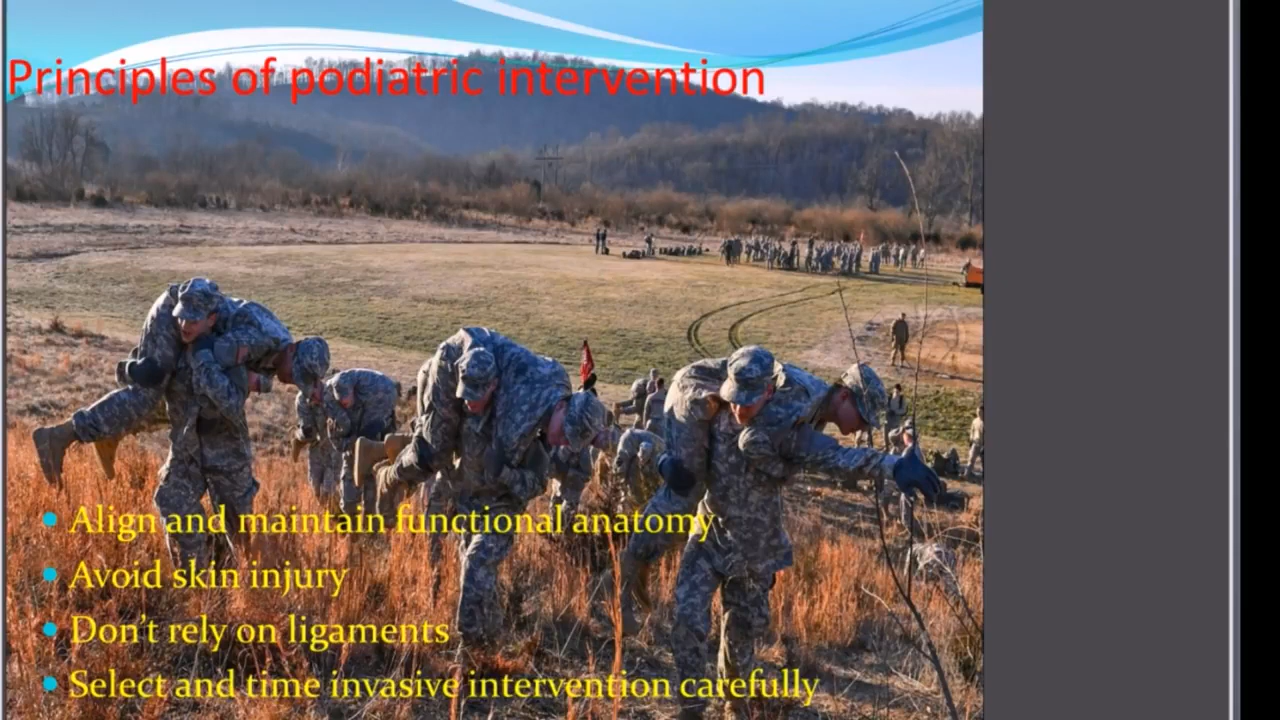 Principles of podiatric intervention
Align and maintain functional anatomy
Avoid skin injury
Don't rely on ligaments
Select and time invasive intervention carefully